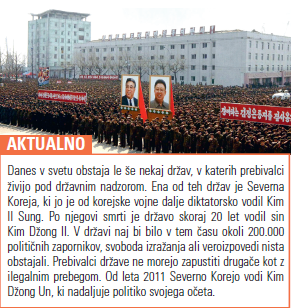 AKTUALNO
Danes v svetu obstaja le še nekaj držav, v katerih prebivalci
živijo pod državnim nadzorom. Ena od teh držav je Severna
Koreja, ki jo je od korejske vojne dalje diktatorsko vodil Kim
Il Sung. Po njegovi smrti je državo skoraj 20 let vodil sin
Kim Džong Il. V državi naj bi bilo v tem času okoli 200.000
političnih zapornikov, svoboda izražanja ali veroizpovedi nista
obstajali. Prebivalci države ne morejo zapustiti drugače kot z
ilegalnim prebegom. Od leta 2011 Severno Korejo vodi Kim
Džong Un, ki nadaljuje politiko svojega očeta.